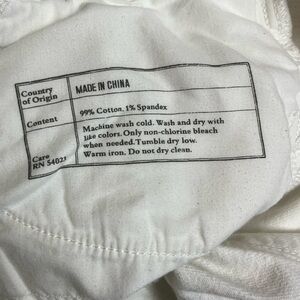 Country
of Origin
MADE IN CHINA
Content
99% Cotton, 1% Spandex
Care
RN 54023
Machine wash cold. Wash and dry with
like colors. Only non-chlorine bleach
when needed. Tumble dry low.
Warm iron. Do not dry clean.